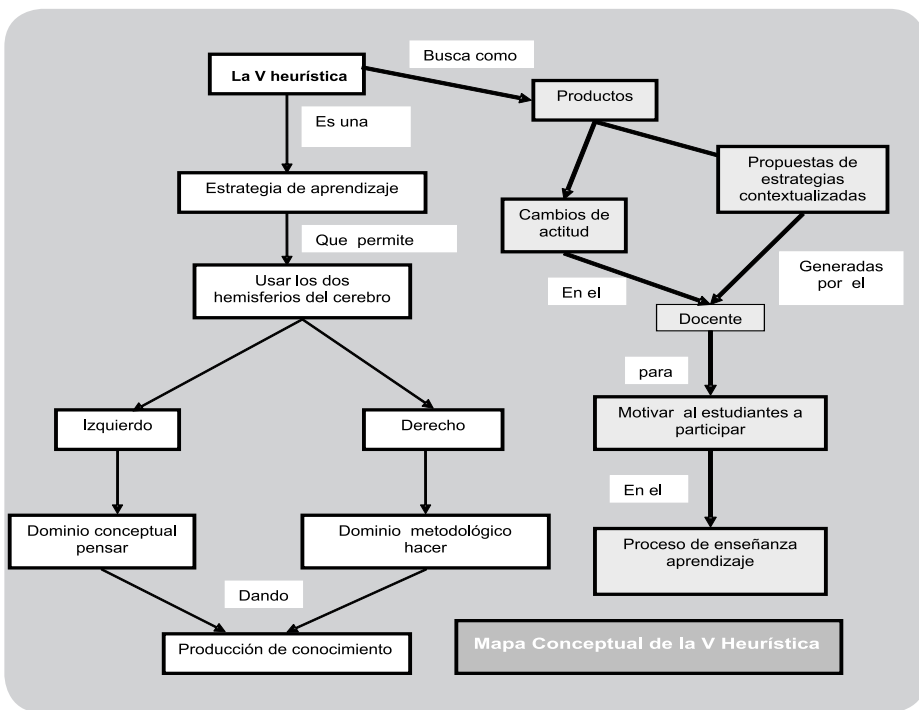 Busca como
La V heurística
Productos
Es una
Propuestas de
estrategias
contextualizadas
Estrategia de aprendizaje
Cambios de
actitud
Que  permite
Generadas
por  el
Usar los dos
hemisferios del cerebro
En el
Docente
para
Izquierdo
Derecho
Motivar  al estudiantes a
participar
En el
Dominio conceptual
pensar
Dominio  metodológico
hacer
Proceso de enseñanza
aprendizaje
Dando
Producción de conocimiento
Mapa Conceptual de la V Heurística